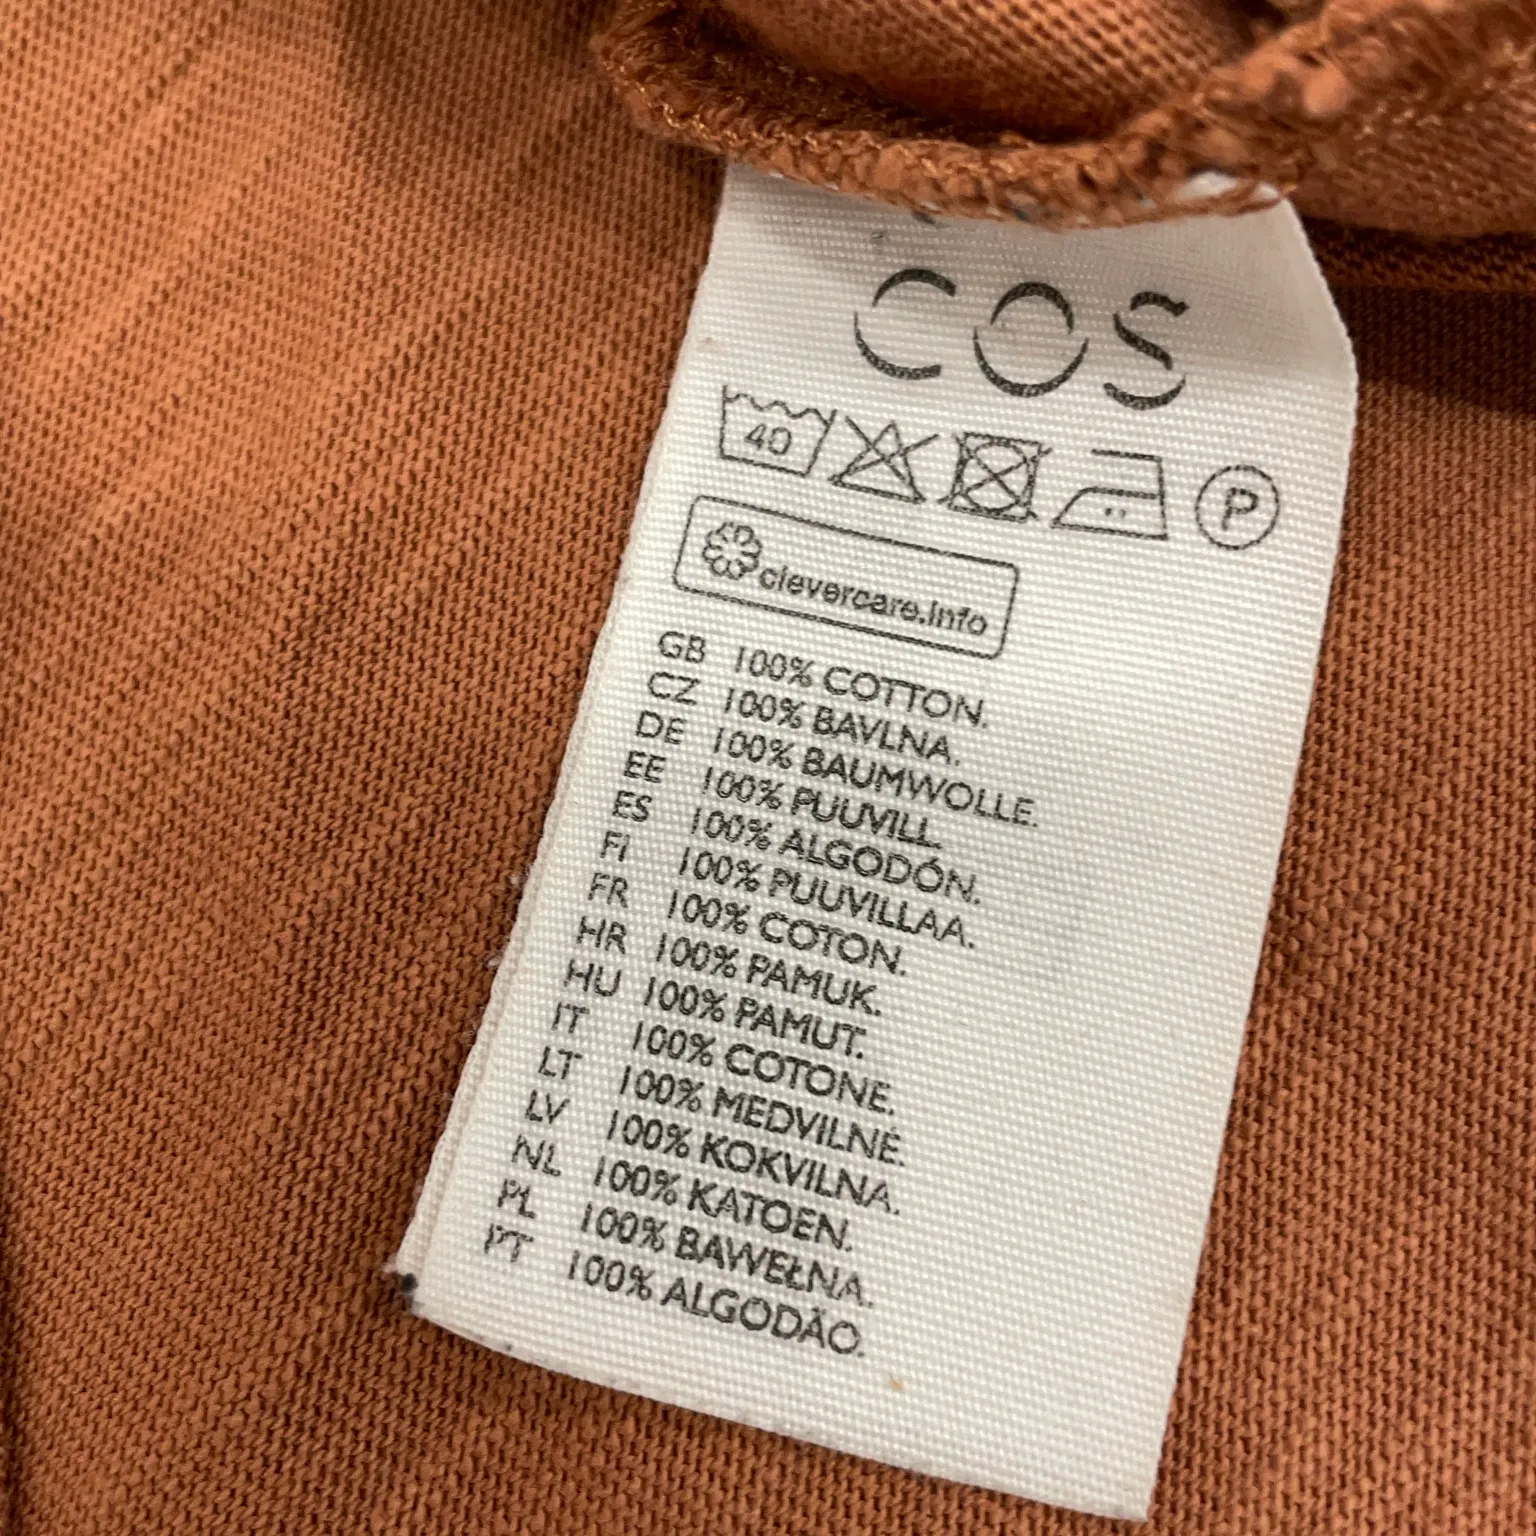 COS
40
P
clevercare.info
GB 100% COTTON.
CZ 100% BAVLNA.
DE 100% BAUMWOLLE.
EE 100% PUUVILL.
ES 100% ALGODÓN.
FI 100% PUUVILLAA.
FR 100% COTON.
HR 100% PAMUK.
HU 100% PAMUT.
IT 100% COTONE.
LT 100% MEDVILNĖ.
LV 100% KOKVILNA.
NL 100% KATOEN.
PL 100% BAWEŁNA.
PT 100% ALGODÃO.